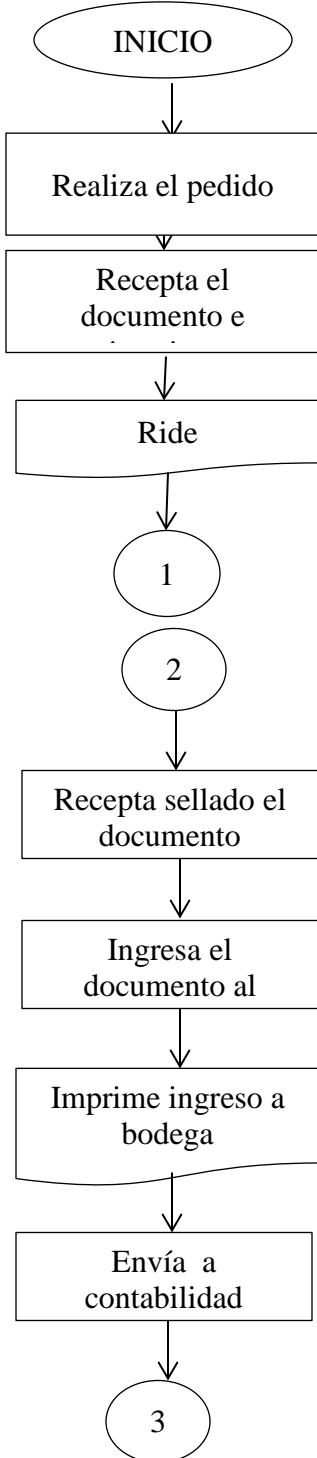 INICIO
Realiza el pedido
Recepta el
documento e
Ride
1
2
Recepta sellado el
documento
Ingresa el
documento al
Imprime ingreso a
bodega
Envía a
contabilidad
3